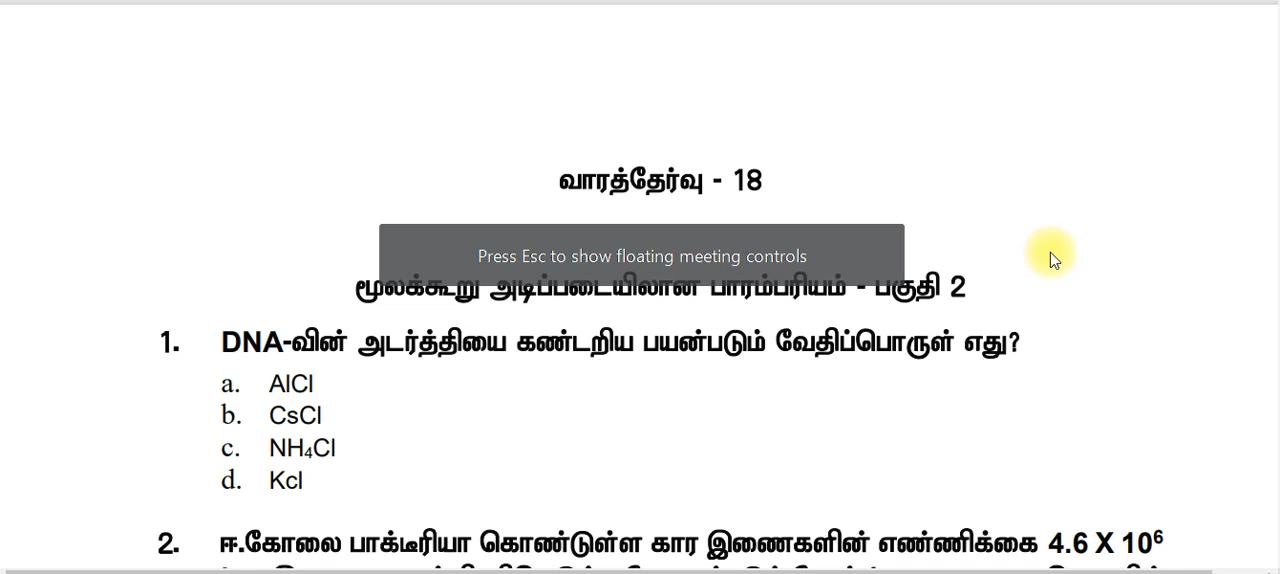 வாரத்தேர்வு - 18
Press Esc to show floating meeting controls
மூலக்கூறு அடிப்படையிலான பாரம்பரியம் - பகுதி 2
1. DNA-வின் அடர்த்தியை கண்டறிய பயன்படும் வேதிப்பொருள் எது?
a. AlCl
b. CsCl
c. NH₄Cl
d. Kcl
2. ஈ.கோலை பாக்டீரியா கொண்டுள்ள கார இணைகளின் எண்ணிக்கை 4.6 X 10⁶